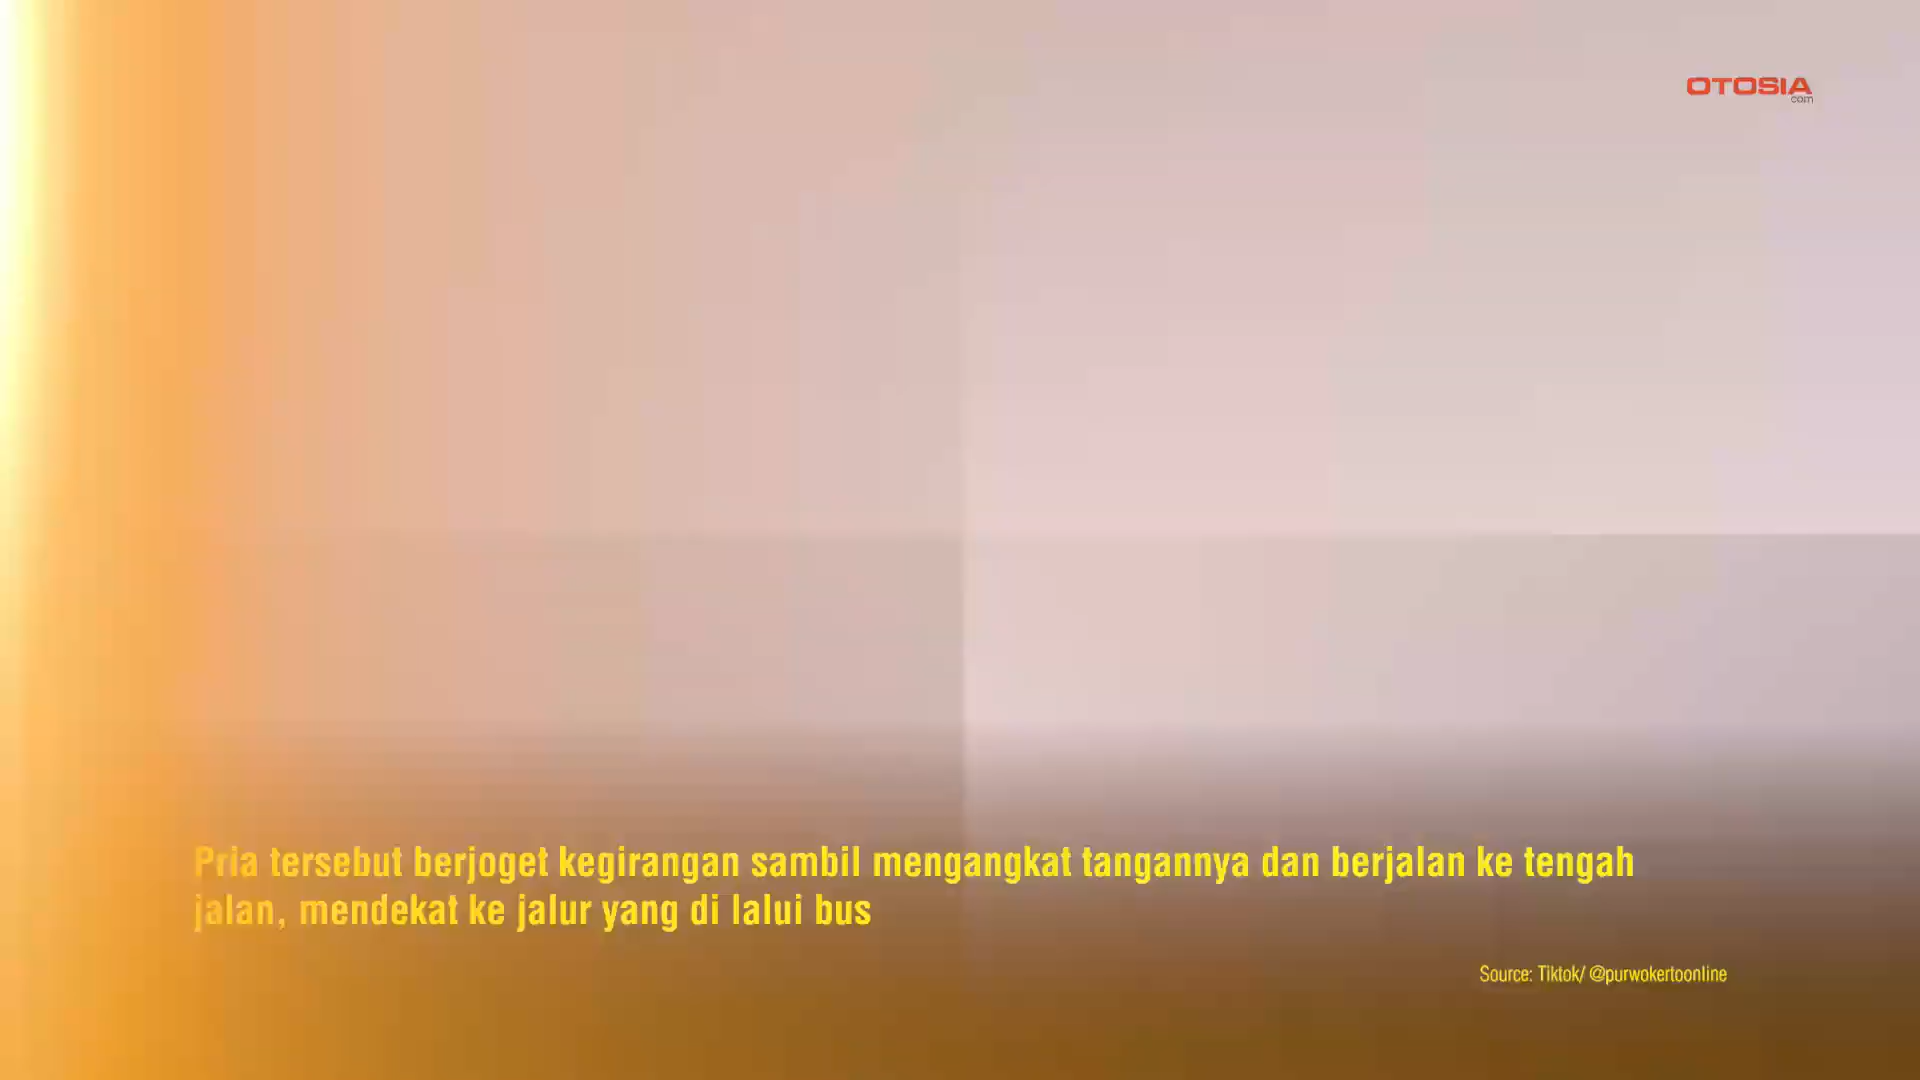 OTOSIA
com
Pria tersebut berjoget kegirangan sambil mengangkat tangannya dan berjalan ke tengah
jalan, mendekat ke jalur yang di lalui bus
Source: Tiktok/ @purwokertoonline